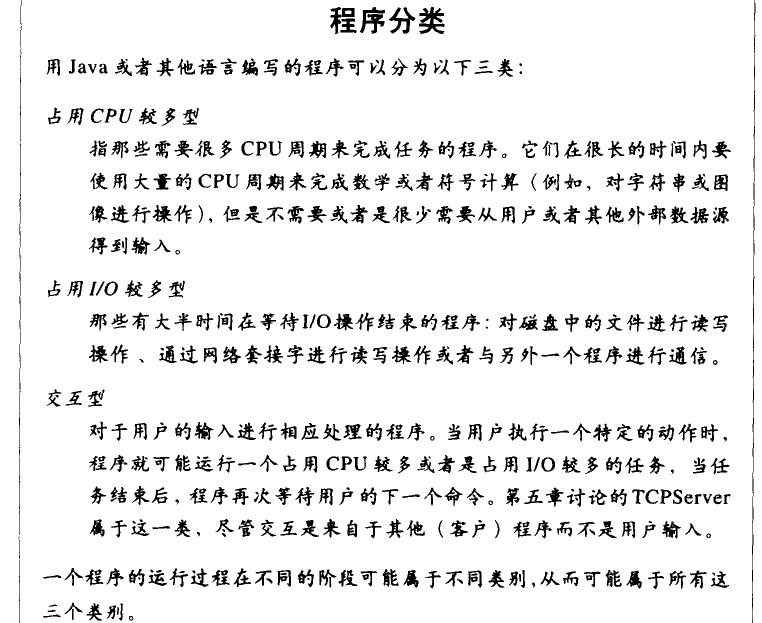 程序分类
用 Java 或者其他语言编写的程序可以分为以下三类：
占用 CPU 较多型
指那些需要很多 CPU 周期来完成任务的程序。它们在很长的时间内要
使用大量的 CPU 周期来完成数学或者符号计算（例如，对字符串或图
像进行操作），但是不需要或者是很少需要从用户或者其他外部数据源
得到输入。
占用 I/O 较多型
那些有大半时间在等待I/O操作结束的程序：对磁盘中的文件进行读写
操作 、通过网络套接字进行读写操作或者与另外一个程序进行通信。
交互型
对于用户的输入进行相应处理的程序。当用户执行一个特定的动作时，
程序就可能运行一个占用 CPU 较多或者是占用 I/O 较多的任务，当任
务结束后，程序再次等待用户的下一个命令。第五章讨论的TCPServer
属于这一类，尽管交互是来自于其他（客户）程序而不是用户输入。
一个程序的运行过程在不同的阶段可能属于不同类别，从而可能属于所有这
三个类别。